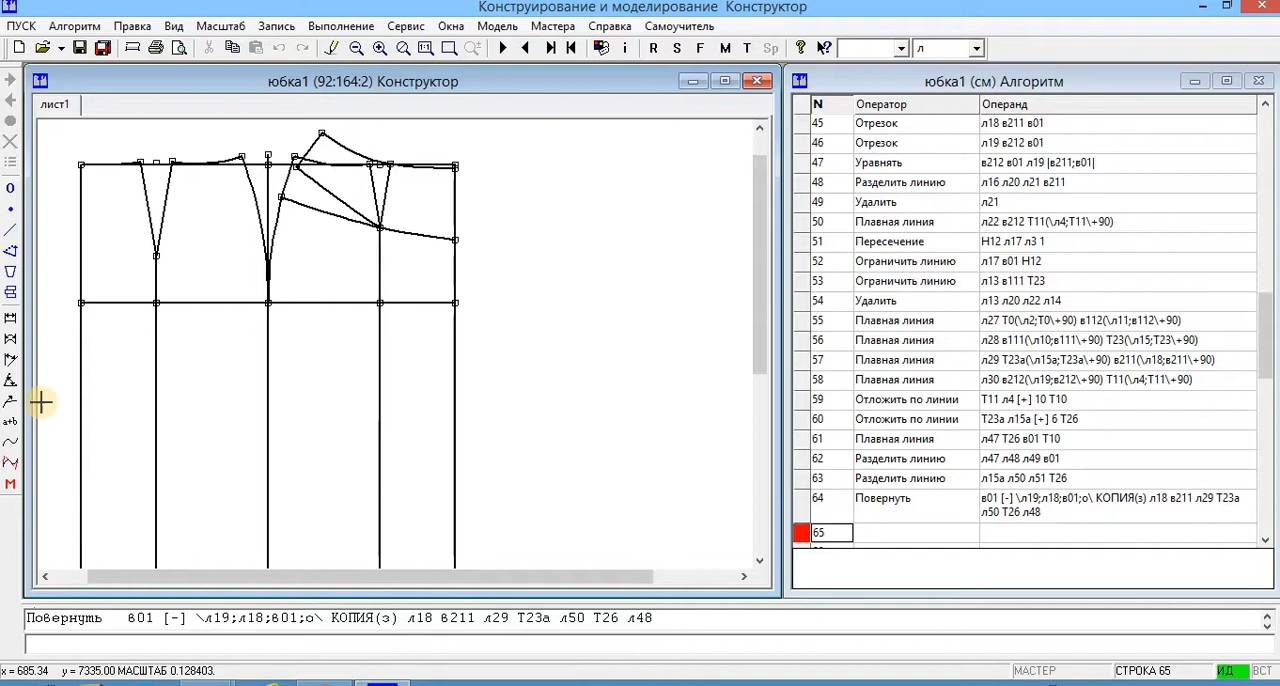 Конструирование и моделирование Конструктор
ПУСК Алгоритм Правка Вид Масштаб Запись Выполнение Сервис Окна Модель Мастера Справка Самоучитель
1:1 i R S F M T Sp ? л
юбка1 (92:164:2) Конструктор
юбка1 (см) Алгоритм
лист1
N Оператор Операнд
45 Отрезок л18 в211 в01
46 Отрезок л19 в212 в01
47 Уравнять в212 в01 л19 |в211;в01|
48 Разделить линию л16 л20 л21 в211
49 Удалить л21
50 Плавная линия л22 в212 Т11(\л4;Т11\+90)
51 Пересечение Н12 л17 л3 1
52 Ограничить линию л17 в01 Н12
53 Ограничить линию л13 в111 Т23
54 Удалить л13 л20 л22 л14
55 Плавная линия л27 Т0(\л2;Т0\+90) в112(\л11;в112\+90)
56 Плавная линия л28 в111(\л10;в111\+90) Т23(\л15;Т23\+90)
57 Плавная линия л29 Т23а(\л15а;Т23а\+90) в211(\л18;в211\+90)
58 Плавная линия л30 в212(\л19;в212\+90) Т11(\л4;Т11\+90)
59 Отложить по линии Т11 л4 [+] 10 Т10
60 Отложить по линии Т23а л15а [+] 6 Т26
61 Плавная линия л47 Т26 в01 Т10
62 Разделить линию л47 л48 л49 в01
63 Разделить линию л15а л50 л51 Т26
64 Повернуть в01 [-] \л19;л18;в01;о\ КОПИЯ(з) л18 в211 л29 Т23а
л50 Т26 л48
65
a+b
M
Повернуть в01 [-] \л19;л18;в01;о\ КОПИЯ(з) л18 в211 л29 Т23а л50 Т26 л48
x = 685.34 y = 7335.00 МАСШТАБ 0.128403. МАСТЕР СТРОКА 65 ИД ВСТ